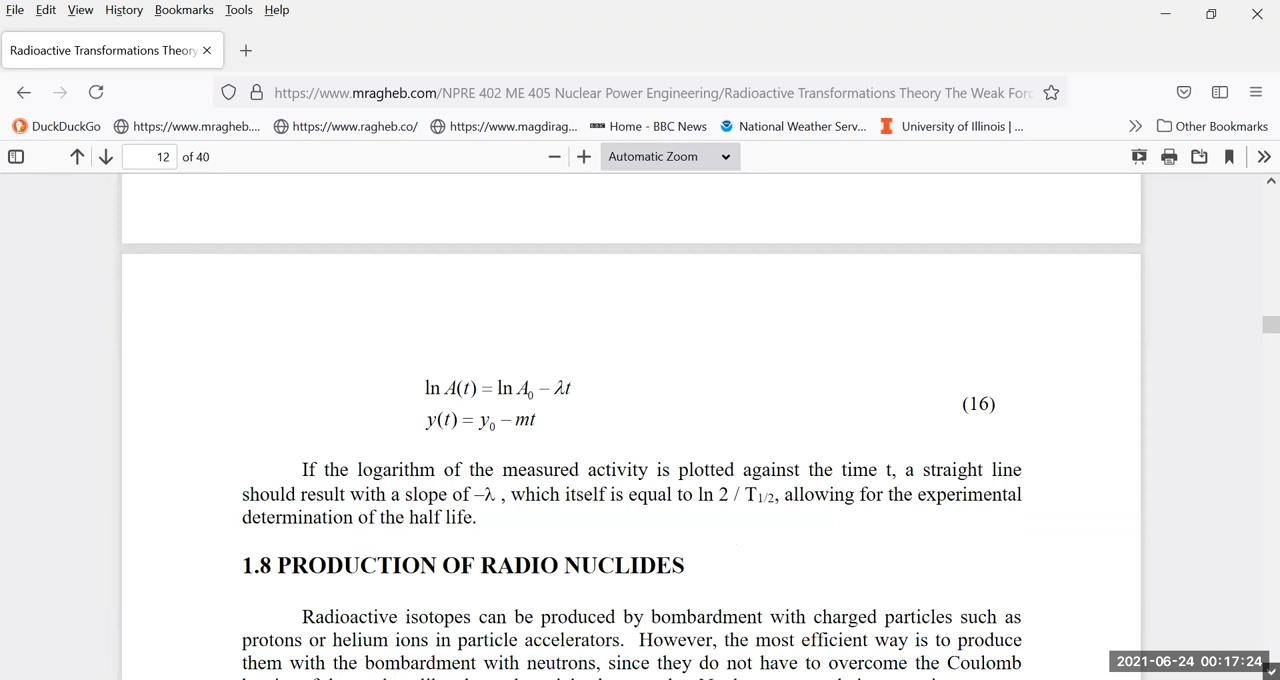 File Edit View History Bookmarks Tools Help
Radioactive Transformations Theory
https://www.mragheb.com/NPRE 402 ME 405 Nuclear Power Engineering/Radioactive Transformations Theory The Weak Forc
DuckDuckGo https://www.mragheb.... https://www.ragheb.co/ https://www.magdirag... Home - BBC News National Weather Serv... University of Illinois | ... Other Bookmarks
12 of 40 Automatic Zoom
ln A(t) = ln A₀ − λt
y(t) = y₀ − mt
(16)
If the logarithm of the measured activity is plotted against the time t, a straight line
should result with a slope of –λ , which itself is equal to ln 2 / T1/2, allowing for the experimental
determination of the half life.
1.8 PRODUCTION OF RADIO NUCLIDES
Radioactive isotopes can be produced by bombardment with charged particles such as
protons or helium ions in particle accelerators. However, the most efficient way is to produce
them with the bombardment with neutrons, since they do not have to overcome the Coulomb
2021-06-24 00:17:24